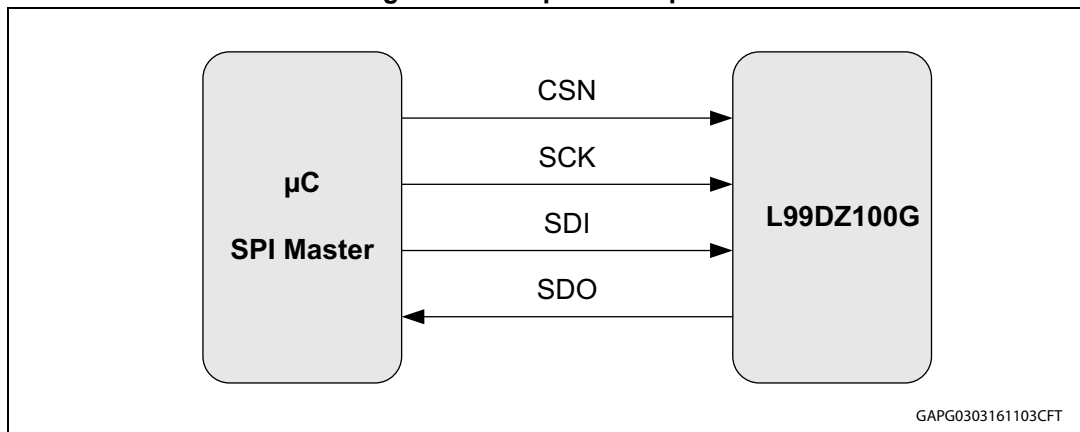 CSN
SCK
µC
SPI Master
L99DZ100G
SDI
SDO
GAPG0303161103CFT